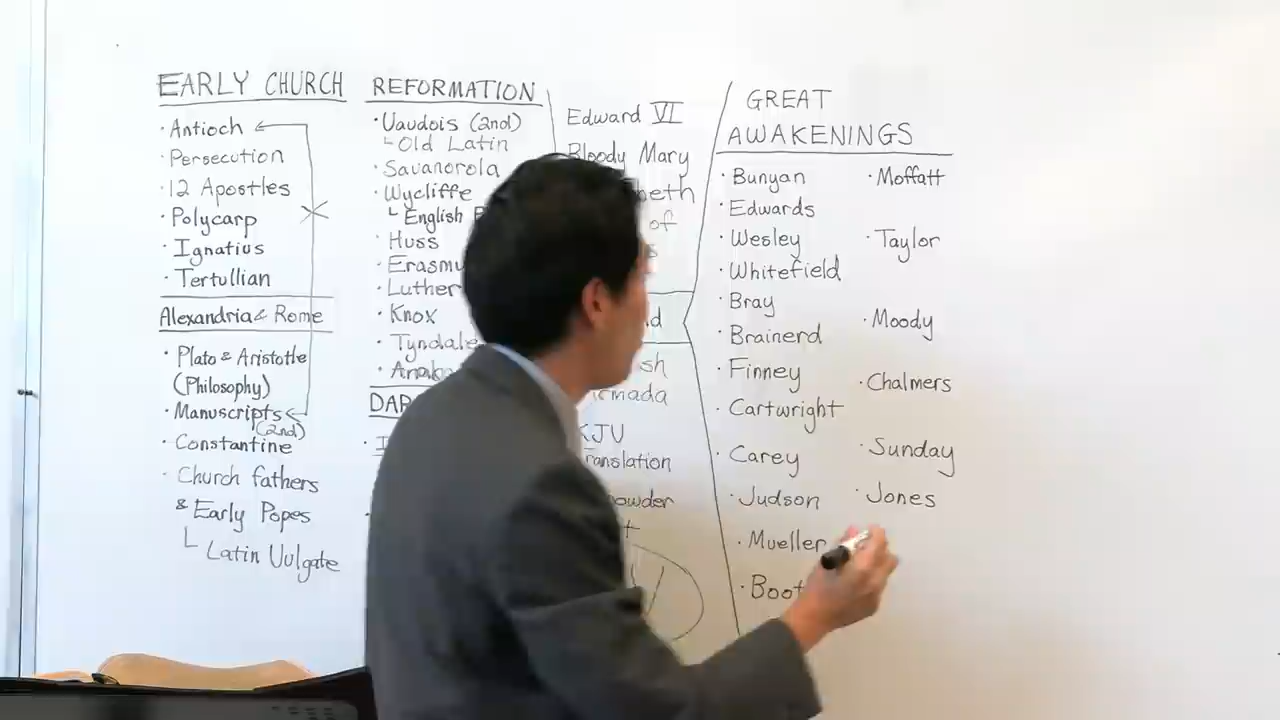 EARLY CHURCH
· Antioch
· Persecution
· 12 Apostles
· Polycarp
· Ignatius
· Tertullian
Alexandria & Rome
· Plato & Aristotle
(Philosophy)
· Manuscripts
(2nd)
· Constantine
· Church fathers
& Early Popes
└ Latin Vulgate
REFORMATION
· Vaudois (2nd)
└ Old Latin
· Savanorola
· Wycliffe
└ English
· Huss
· Erasmu
· Luther
· Knox
· Tyndale
· Anaba
DAR
Edward VI
Bloody Mary
beth
of
s
d
sh
rmada
KJV
ranslation
owder
t
V
GREAT
AWAKENINGS
· Bunyan
· Edwards
· Wesley
· Whitefield
· Bray
· Brainerd
· Finney
· Cartwright
· Carey
· Judson
· Mueller
· Boot
· Moffatt
· Taylor
· Moody
· Chalmers
· Sunday
· Jones